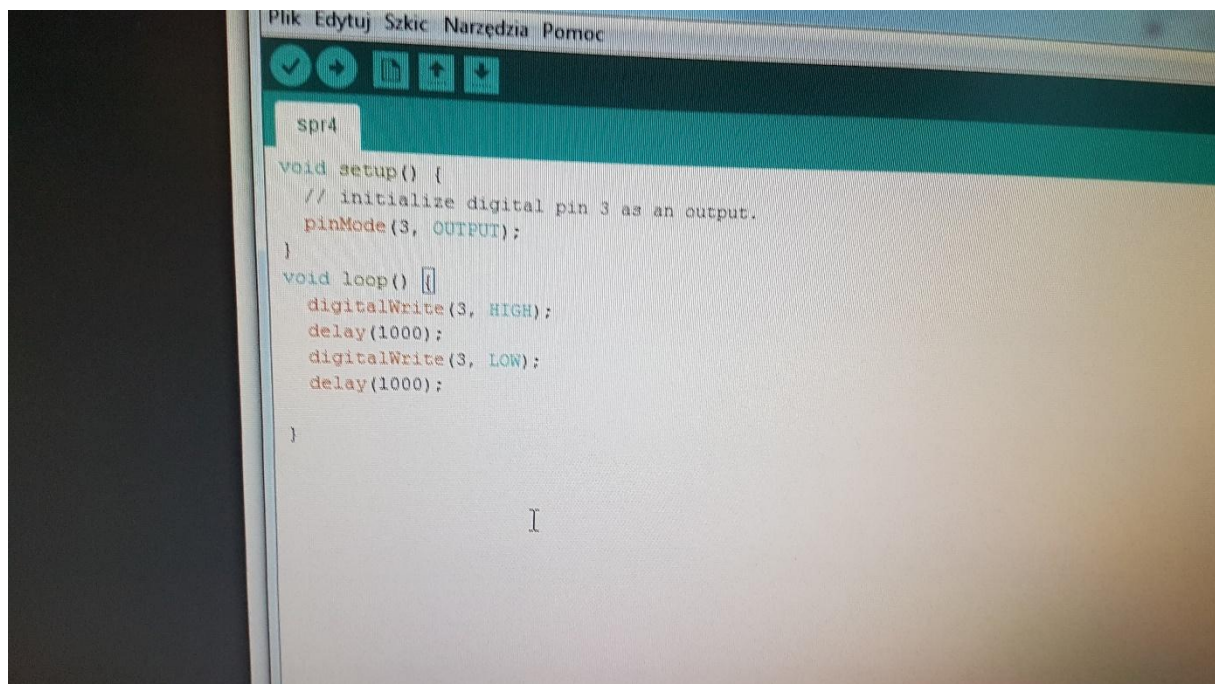 Plik Edytuj Szkic Narzędzia Pomoc
spr4
void setup() {
// initialize digital pin 3 as an output.
pinMode(3, OUTPUT);
}
void loop() {
digitalWrite(3, HIGH);
delay(1000);
digitalWrite(3, LOW);
delay(1000);
}